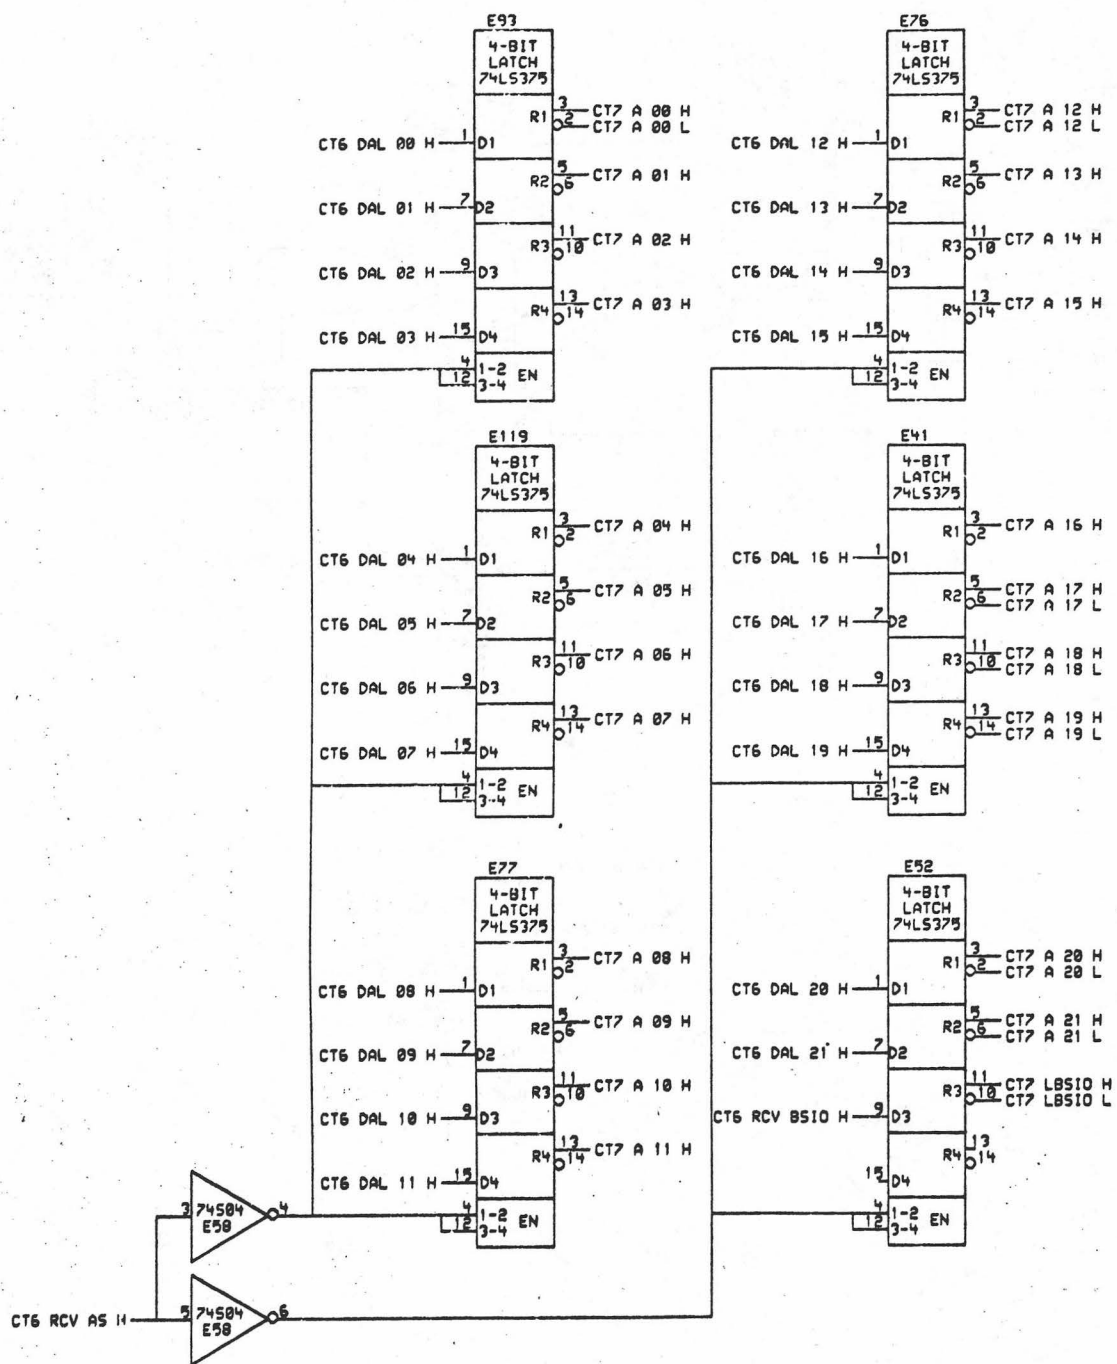 E93
4-BIT
LATCH
74LS375
R1
3
CT7 A 00 H
2
CT7 A 00 L
CT6 DAL 00 H
1
D1
R2
5
CT7 A 01 H
6
CT6 DAL 01 H
7
D2
R3
11
CT7 A 02 H
10
CT6 DAL 02 H
9
D3
R4
13
CT7 A 03 H
14
CT6 DAL 03 H
15
D4
4
1-2
EN
12
3-4
E119
4-BIT
LATCH
74LS375
R1
3
CT7 A 04 H
2
CT6 DAL 04 H
1
D1
R2
5
CT7 A 05 H
6
CT6 DAL 05 H
7
D2
R3
11
CT7 A 06 H
10
CT6 DAL 06 H
9
D3
R4
13
CT7 A 07 H
14
CT6 DAL 07 H
15
D4
4
1-2
EN
12
3-4
E77
4-BIT
LATCH
74LS375
R1
3
CT7 A 08 H
2
CT6 DAL 08 H
1
D1
R2
5
CT7 A 09 H
6
CT6 DAL 09 H
7
D2
R3
11
CT7 A 10 H
10
CT6 DAL 10 H
9
D3
R4
13
CT7 A 11 H
14
CT6 DAL 11 H
15
D4
4
1-2
EN
12
3-4
E76
4-BIT
LATCH
74LS375
R1
3
CT7 A 12 H
2
CT7 A 12 L
CT6 DAL 12 H
1
D1
R2
5
CT7 A 13 H
6
CT6 DAL 13 H
7
D2
R3
11
CT7 A 14 H
10
CT6 DAL 14 H
9
D3
R4
13
CT7 A 15 H
14
CT6 DAL 15 H
15
D4
4
1-2
EN
12
3-4
E41
4-BIT
LATCH
74LS375
R1
3
CT7 A 16 H
2
CT6 DAL 16 H
1
D1
R2
5
CT7 A 17 H
6
CT7 A 17 L
CT6 DAL 17 H
7
D2
R3
11
CT7 A 18 H
10
CT7 A 18 L
CT6 DAL 18 H
9
D3
R4
13
CT7 A 19 H
14
CT7 A 19 L
CT6 DAL 19 H
15
D4
4
1-2
EN
12
3-4
E52
4-BIT
LATCH
74LS375
R1
3
CT7 A 20 H
2
CT7 A 20 L
CT6 DAL 20 H
1
D1
R2
5
CT7 A 21 H
6
CT7 A 21 L
CT6 DAL 21 H
7
D2
R3
11
CT7 LBSIO H
10
CT7 LBSIO L
CT6 RCV BSIO H
9
D3
R4
13
14
15
D4
4
1-2
EN
12
3-4
3
74S04
E58
4
CT6 RCV AS H
5
74S04
E58
6